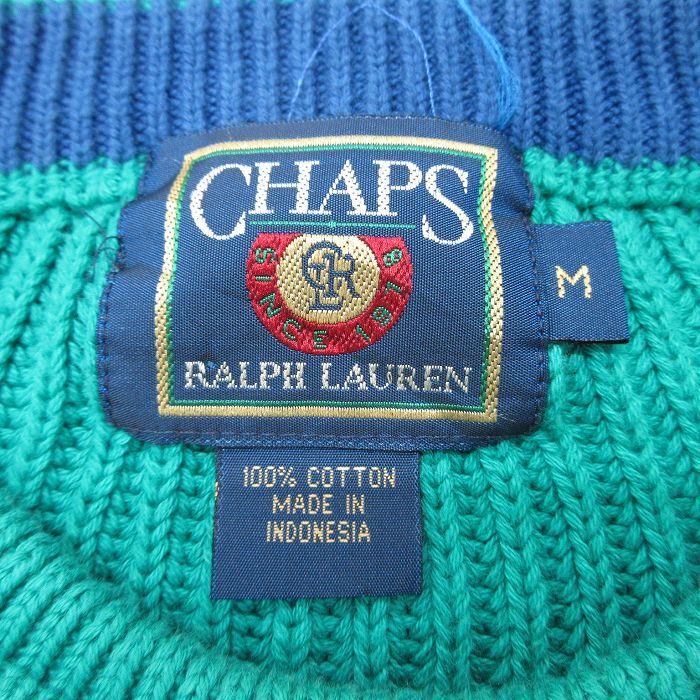 CHAPS
SINCE 1978
RALPH LAUREN
M
100% COTTON
MADE IN
INDONESIA